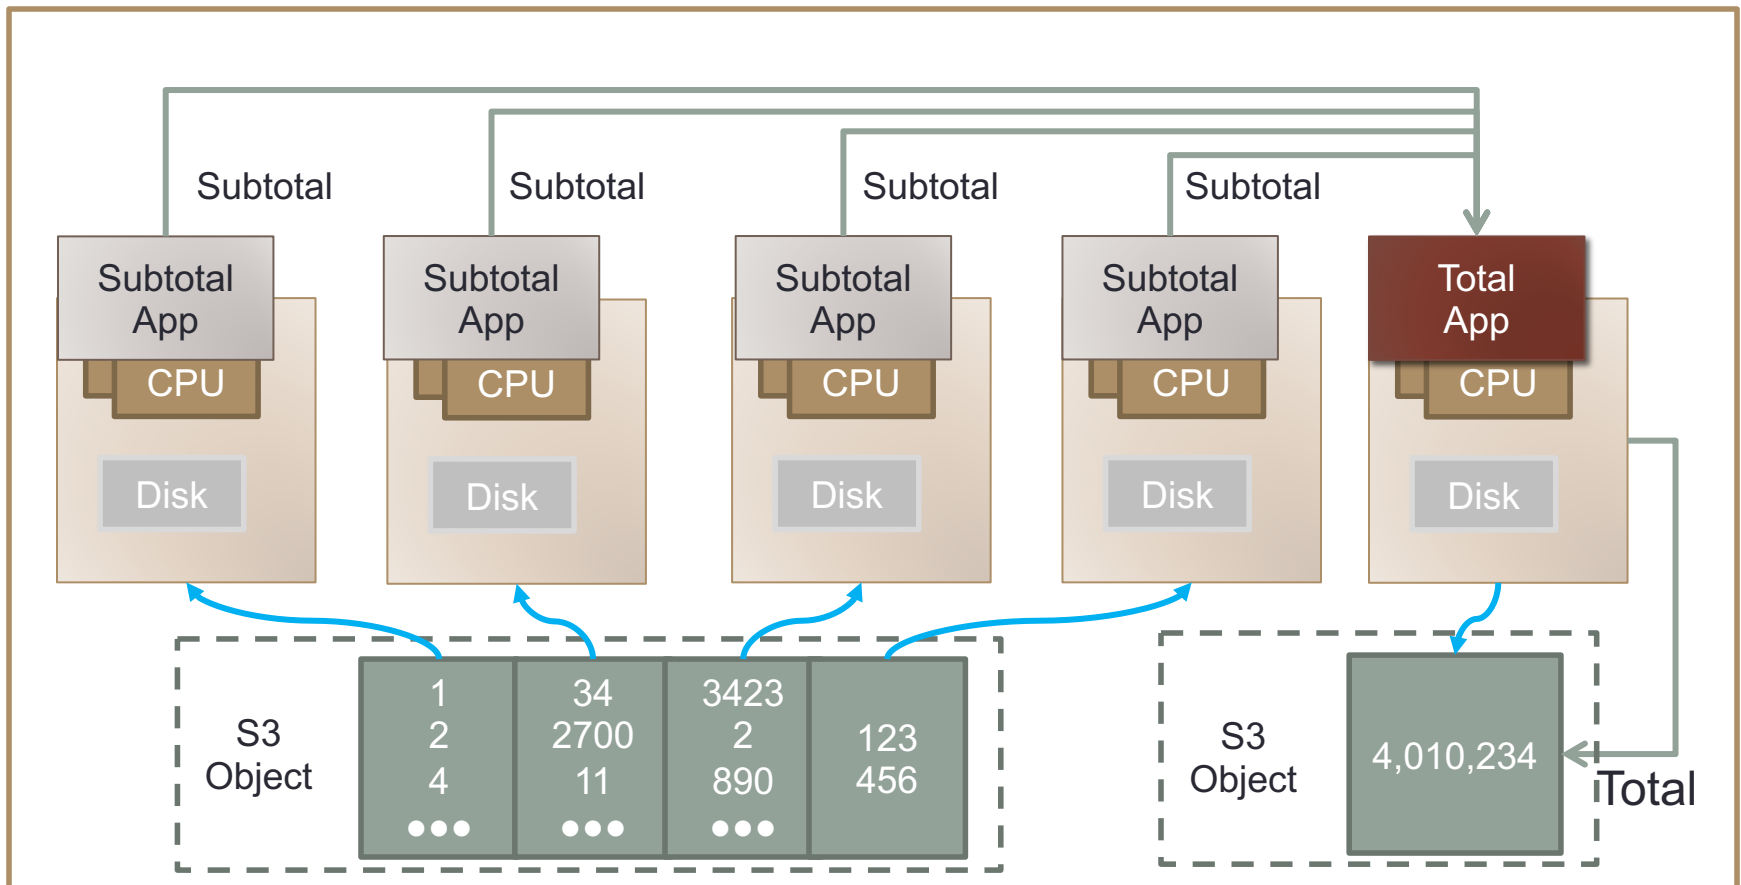 Subtotal
Subtotal
Subtotal
Subtotal
Subtotal
App
Subtotal
App
Subtotal
App
Subtotal
App
Total
App
CPU
CPU
CPU
CPU
CPU
Disk
Disk
Disk
Disk
Disk
S3
Object
1
2
4
●●●
34
2700
11
●●●
3423
2
890
●●●
123
456
S3
Object
4,010,234
Total